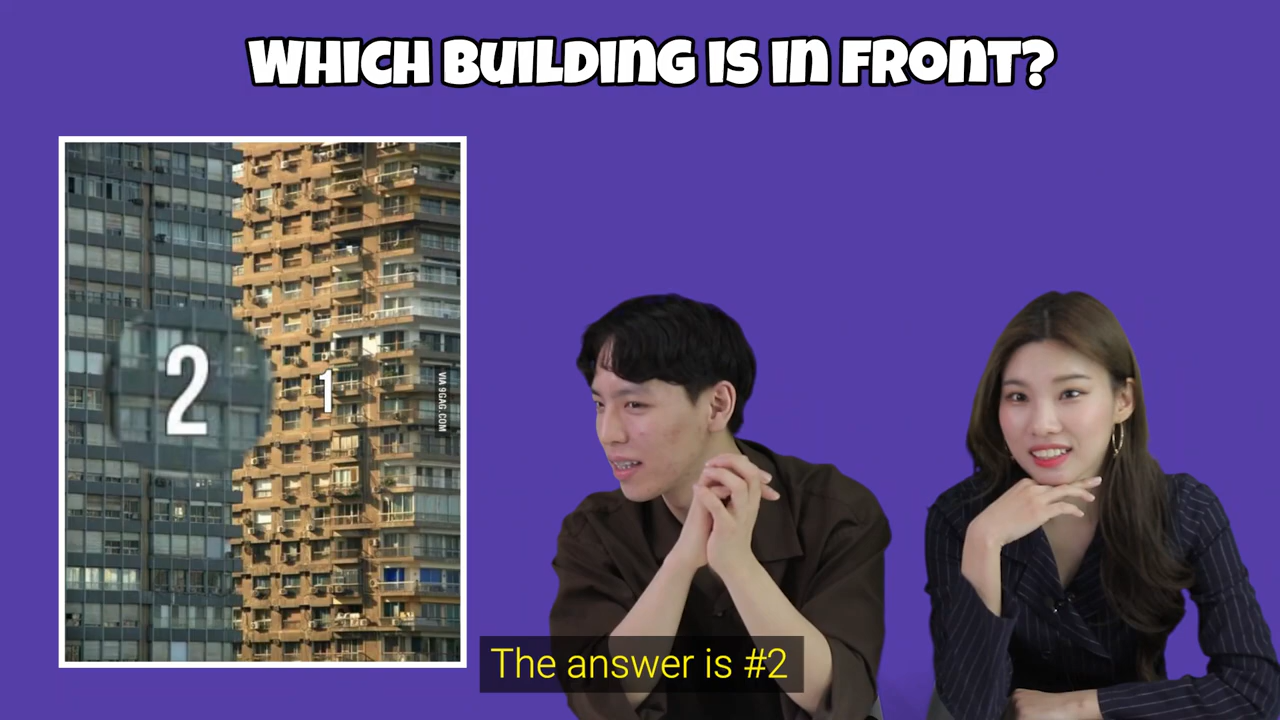 WHICH BUILDING IS IN FRONT?
2
1
VIA 9GAG.COM
The answer is #2